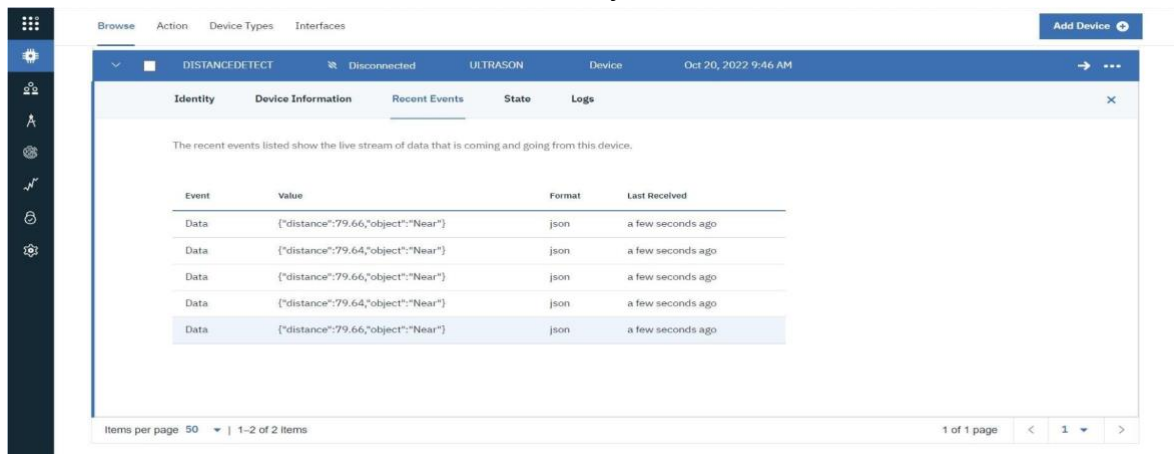 Browse Action Device Types Interfaces Add Device
DISTANCEDETECT Disconnected ULTRASON Device Oct 20, 2022 9:46 AM
Identity Device Information Recent Events State Logs
The recent events listed show the live stream of data that is coming and going from this device.
Event Value Format Last Received
Data {"distance":79.66,"object":"Near"} json a few seconds ago
Data {"distance":79.64,"object":"Near"} json a few seconds ago
Data {"distance":79.66,"object":"Near"} json a few seconds ago
Data {"distance":79.64,"object":"Near"} json a few seconds ago
Data {"distance":79.66,"object":"Near"} json a few seconds ago
Items per page 50 | 1–2 of 2 items 1 of 1 page < 1 >